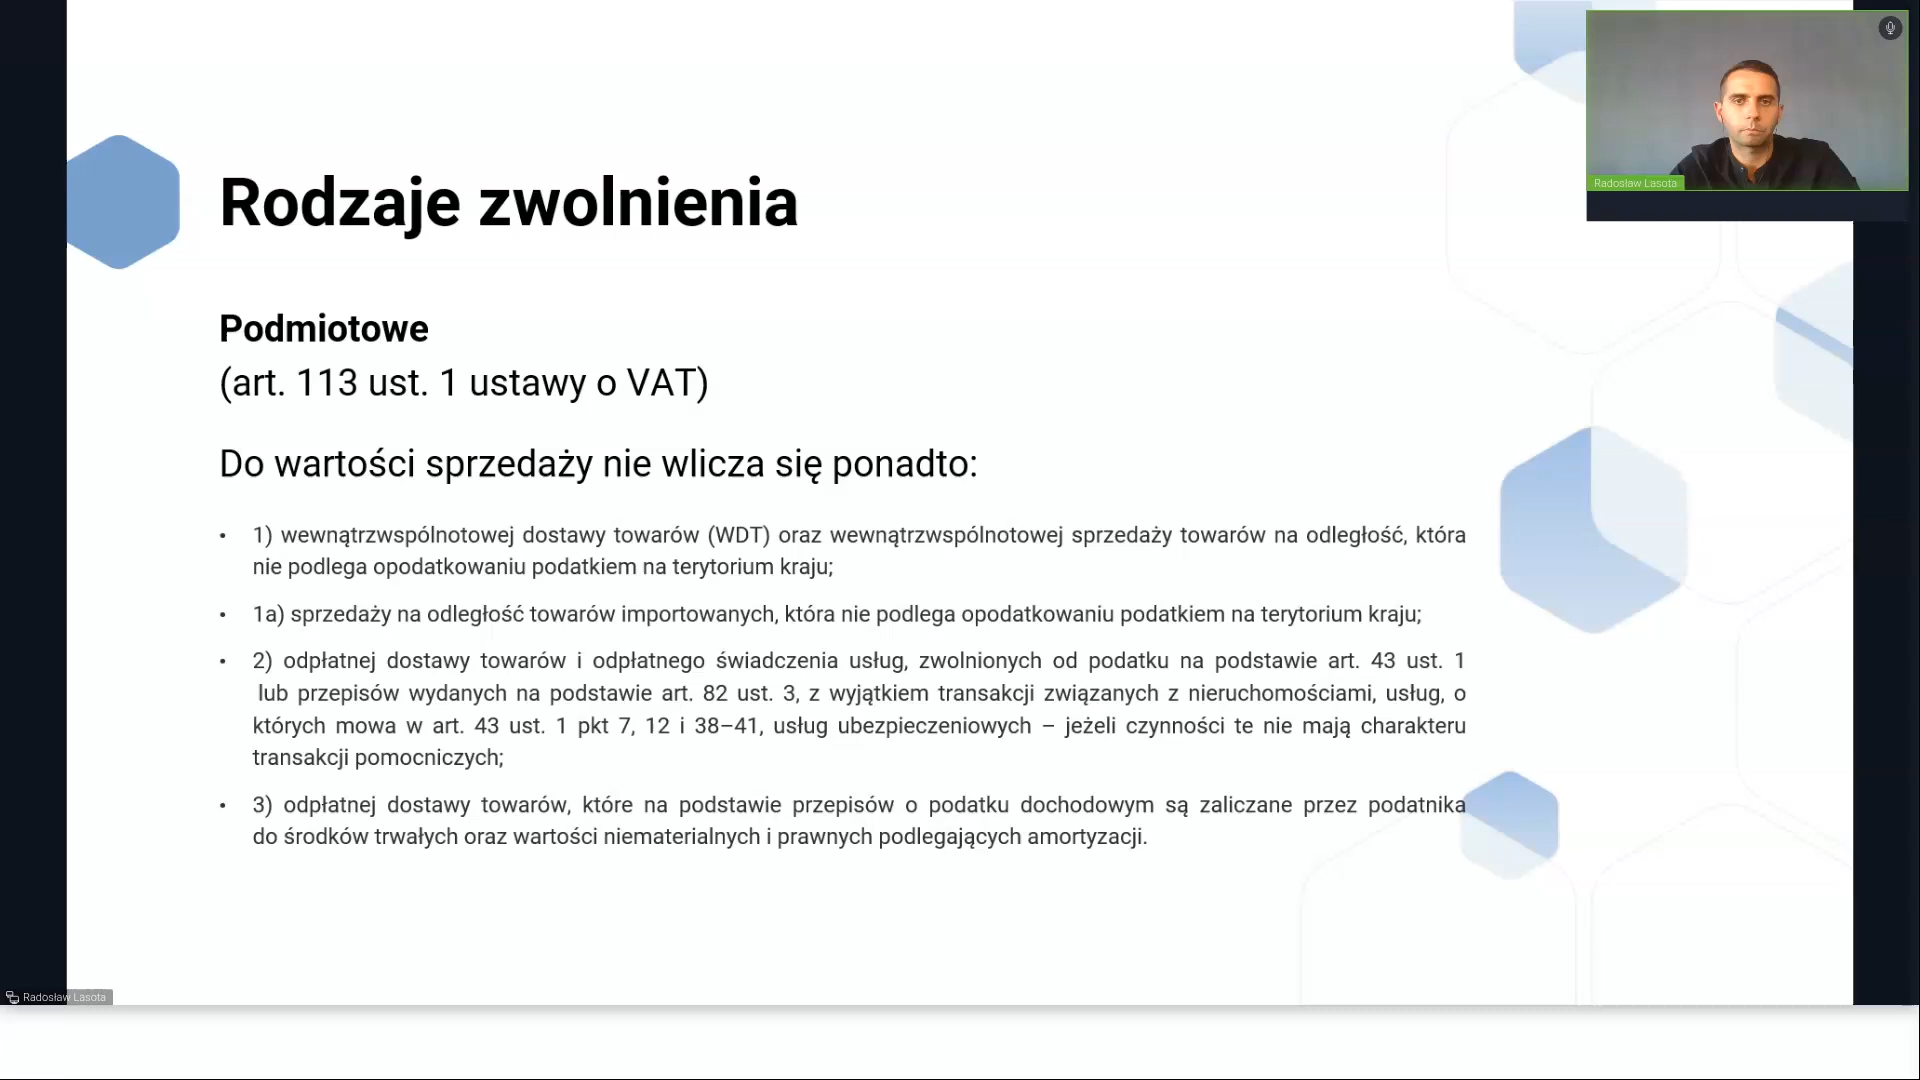 Radosław Lasota
Rodzaje zwolnienia
Podmiotowe
(art. 113 ust. 1 ustawy o VAT)
Do wartości sprzedaży nie wlicza się ponadto:
• 1) wewnątrzwspólnotowej dostawy towarów (WDT) oraz wewnątrzwspólnotowej sprzedaży towarów na odległość, która
nie podlega opodatkowaniu podatkiem na terytorium kraju;
• 1a) sprzedaży na odległość towarów importowanych, która nie podlega opodatkowaniu podatkiem na terytorium kraju;
• 2) odpłatnej dostawy towarów i odpłatnego świadczenia usług, zwolnionych od podatku na podstawie art. 43 ust. 1
lub przepisów wydanych na podstawie art. 82 ust. 3, z wyjątkiem transakcji związanych z nieruchomościami, usług, o
których mowa w art. 43 ust. 1 pkt 7, 12 i 38–41, usług ubezpieczeniowych – jeżeli czynności te nie mają charakteru
transakcji pomocniczych;
• 3) odpłatnej dostawy towarów, które na podstawie przepisów o podatku dochodowym są zaliczane przez podatnika
do środków trwałych oraz wartości niematerialnych i prawnych podlegających amortyzacji.
Radosław Lasota